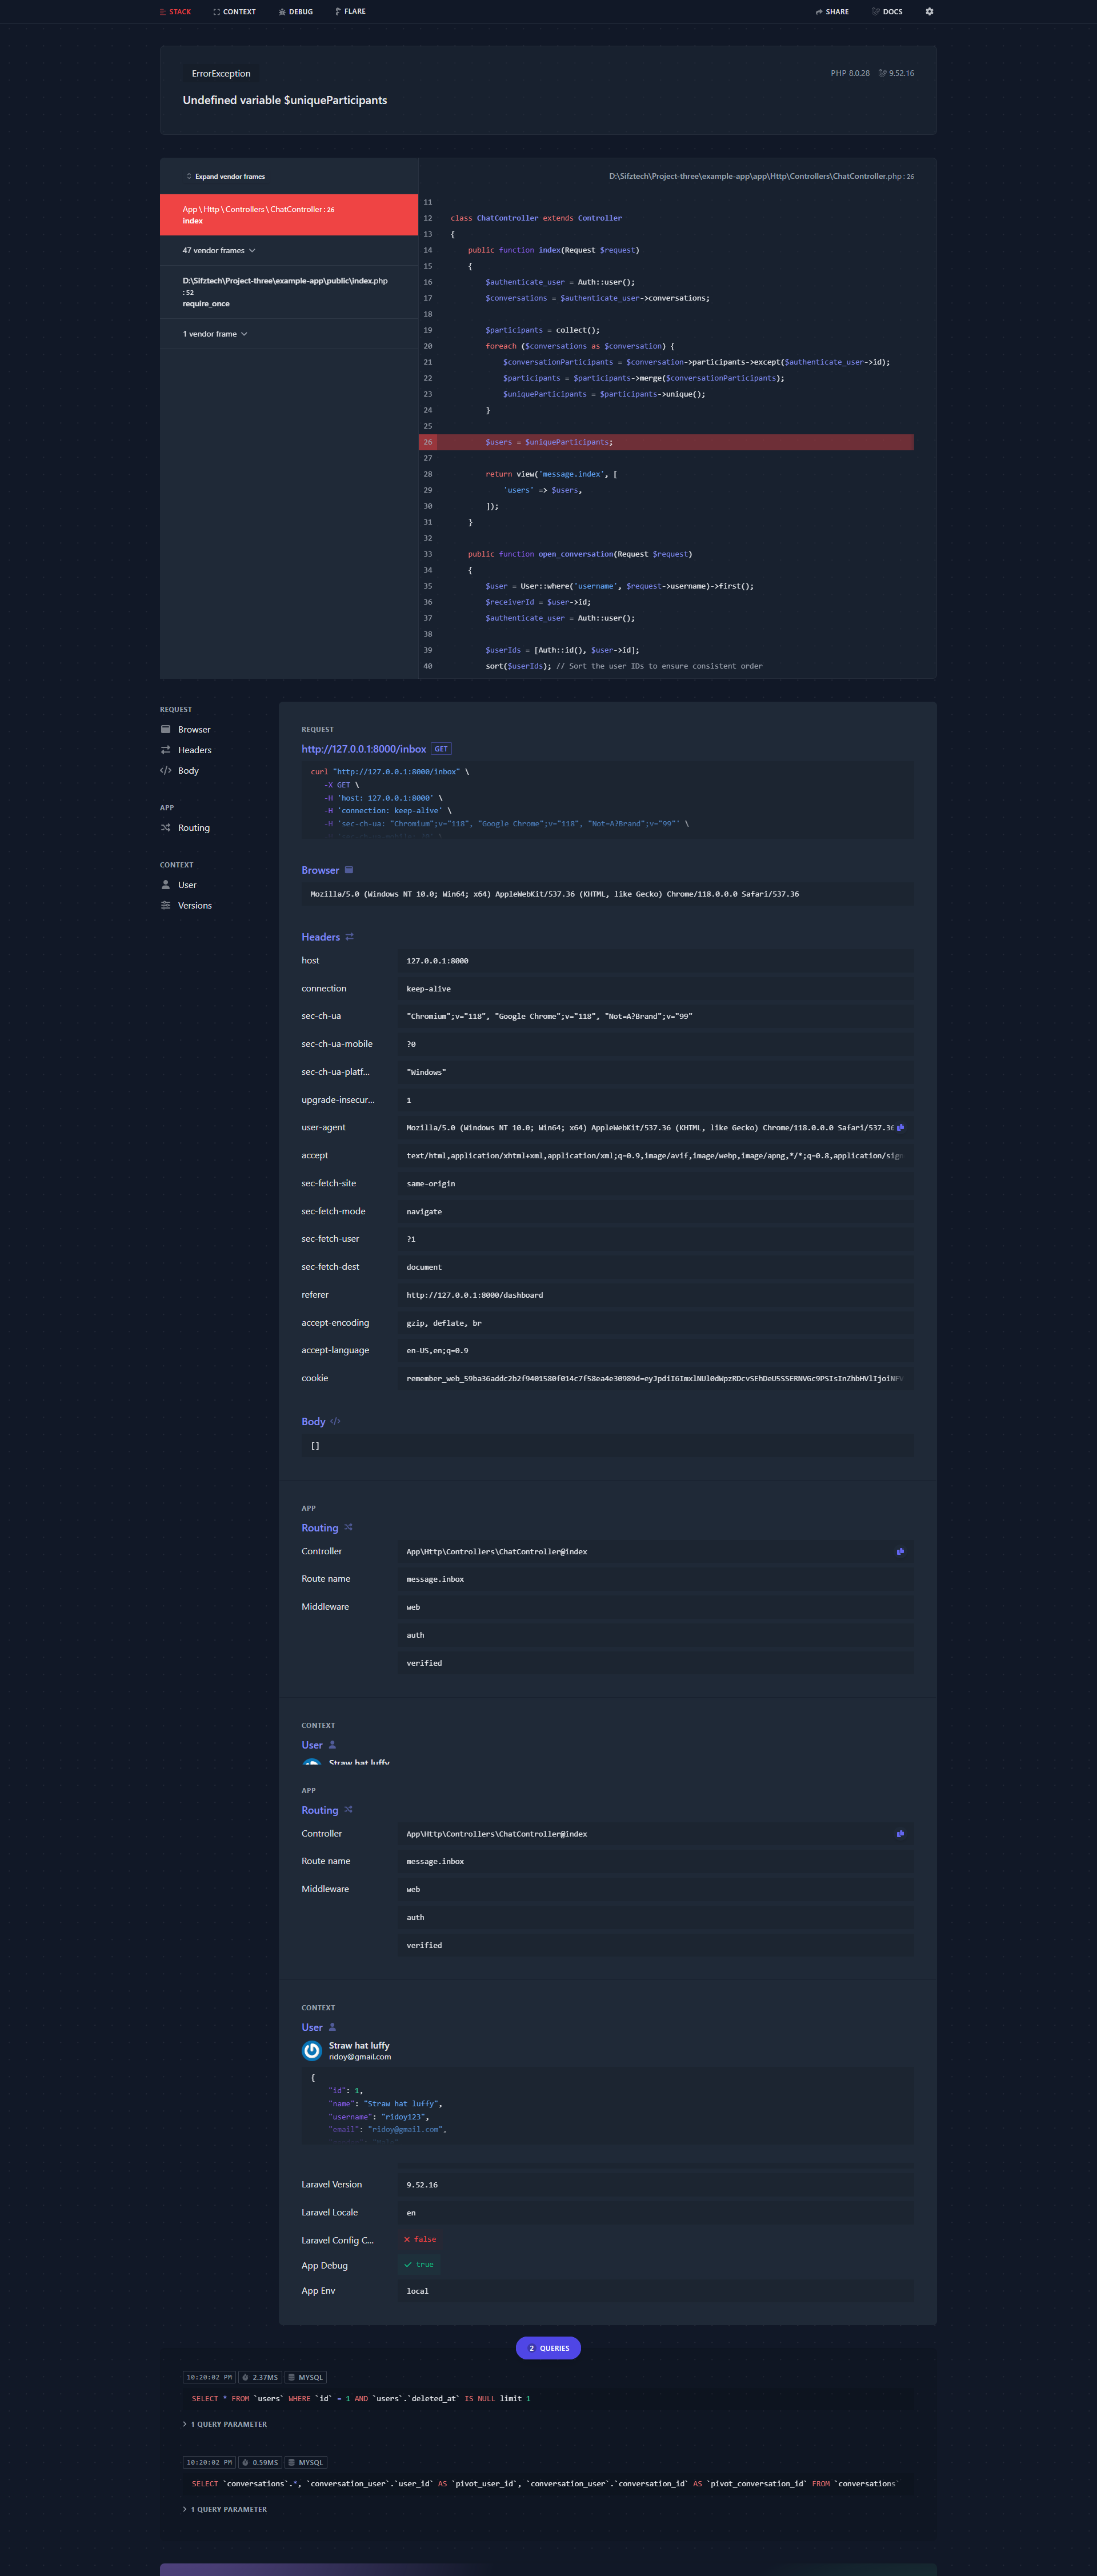 STACK CONTEXT DEBUG FLARE SHARE DOCS
ErrorException PHP 8.0.28 9.52.16
Undefined variable $uniqueParticipants
Expand vendor frames
App \ Http \ Controllers \ ChatController : 26
index
47 vendor frames
D:\Sifztech\Project-three\example-app\public\index.php
: 52
require_once
1 vendor frame
D:\Sifztech\Project-three\example-app\app\Http\Controllers\ChatController.php : 26
11
12 class ChatController extends Controller
13 {
14 public function index(Request $request)
15 {
16 $authenticate_user = Auth::user();
17 $conversations = $authenticate_user->conversations;
18
19 $participants = collect();
20 foreach ($conversations as $conversation) {
21 $conversationParticipants = $conversation->participants->except($authenticate_user->id);
22 $participants = $participants->merge($conversationParticipants);
23 $uniqueParticipants = $participants->unique();
24 }
25
26 $users = $uniqueParticipants;
27
28 return view('message.index', [
29 'users' => $users,
30 ]);
31 }
32
33 public function open_conversation(Request $request)
34 {
35 $user = User::where('username', $request->username)->first();
36 $receiverId = $user->id;
37 $authenticate_user = Auth::user();
38
39 $userIds = [Auth::id(), $user->id];
40 sort($userIds); // Sort the user IDs to ensure consistent order
REQUEST
Browser
Headers
Body
APP
Routing
CONTEXT
User
Versions
REQUEST
http://127.0.0.1:8000/inbox GET
curl "http://127.0.0.1:8000/inbox" \
-X GET \
-H 'host: 127.0.0.1:8000' \
-H 'connection: keep-alive' \
-H 'sec-ch-ua: "Chromium";v="118", "Google Chrome";v="118", "Not=A?Brand";v="99"' \
Browser
Mozilla/5.0 (Windows NT 10.0; Win64; x64) AppleWebKit/537.36 (KHTML, like Gecko) Chrome/118.0.0.0 Safari/537.36
Headers
host 127.0.0.1:8000
connection keep-alive
sec-ch-ua "Chromium";v="118", "Google Chrome";v="118", "Not=A?Brand";v="99"
sec-ch-ua-mobile ?0
sec-ch-ua-platf... "Windows"
upgrade-insecur... 1
user-agent Mozilla/5.0 (Windows NT 10.0; Win64; x64) AppleWebKit/537.36 (KHTML, like Gecko) Chrome/118.0.0.0 Safari/537.36
accept text/html,application/xhtml+xml,application/xml;q=0.9,image/avif,image/webp,image/apng,*/*;q=0.8,application/sign
sec-fetch-site same-origin
sec-fetch-mode navigate
sec-fetch-user ?1
sec-fetch-dest document
referer http://127.0.0.1:8000/dashboard
accept-encoding gzip, deflate, br
accept-language en-US,en;q=0.9
cookie
Body
[]
APP
Routing
Controller App\Http\Controllers\ChatController@index
Route name message.inbox
Middleware web
auth
verified
CONTEXT
User
Straw hat luffy
APP
Routing
Controller App\Http\Controllers\ChatController@index
Route name message.inbox
Middleware web
auth
verified
CONTEXT
User
Straw hat luffy
ridoy@gmail.com
{
"id": 1,
"name": "Straw hat luffy",
"username": "ridoy123",
"email": "ridoy@gmail.com",
Laravel Version 9.52.16
Laravel Locale en
Laravel Config C... false
App Debug true
App Env local
2 QUERIES
10:20:02 PM 2.37MS MYSQL
SELECT * FROM `users` WHERE `id` = 1 AND `users`.`deleted_at` IS NULL limit 1
1 QUERY PARAMETER
10:20:02 PM 0.59MS MYSQL
SELECT `conversations`.*, `conversation_user`.`user_id` AS `pivot_user_id`, `conversation_user`.`conversation_id` AS `pivot_conversation_id` FROM `conversations`
1 QUERY PARAMETER